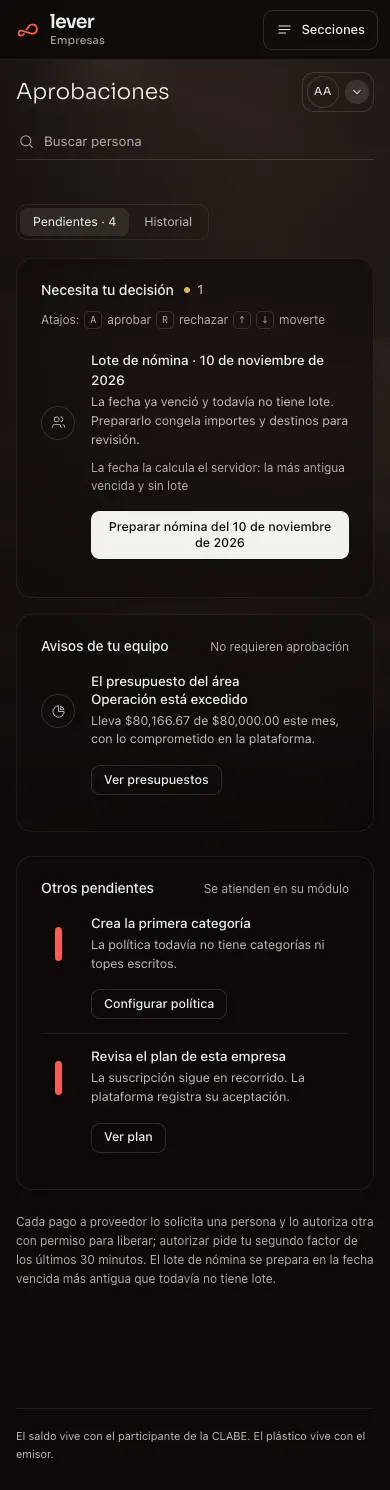 lever
Empresas
Secciones
Aprobaciones
AA
Buscar persona
Pendientes · 4
Historial
Necesita tu decisión
1
Atajos: A aprobar R rechazar ↑ ↓ moverte
Lote de nómina · 10 de noviembre de
2026
La fecha ya venció y todavía no tiene lote.
Prepararlo congela importes y destinos para
revisión.
La fecha la calcula el servidor: la más antigua
vencida y sin lote
Preparar nómina del 10 de noviembre
de 2026
Avisos de tu equipo
No requieren aprobación
El presupuesto del área
Operación está excedido
Lleva $80,166.67 de $80,000.00 este mes,
con lo comprometido en la plataforma.
Ver presupuestos
Otros pendientes
Se atienden en su módulo
Crea la primera categoría
La política todavía no tiene categorías ni
topes escritos.
Configurar política
Revisa el plan de esta empresa
La suscripción sigue en recorrido. La
plataforma registra su aceptación.
Ver plan
Cada pago a proveedor lo solicita una persona y lo autoriza otra
con permiso para liberar; autorizar pide tu segundo factor de
los últimos 30 minutos. El lote de nómina se prepara en la fecha
vencida más antigua que todavía no tiene lote.
El saldo vive con el participante de la CLABE. El plástico vive con el
emisor.